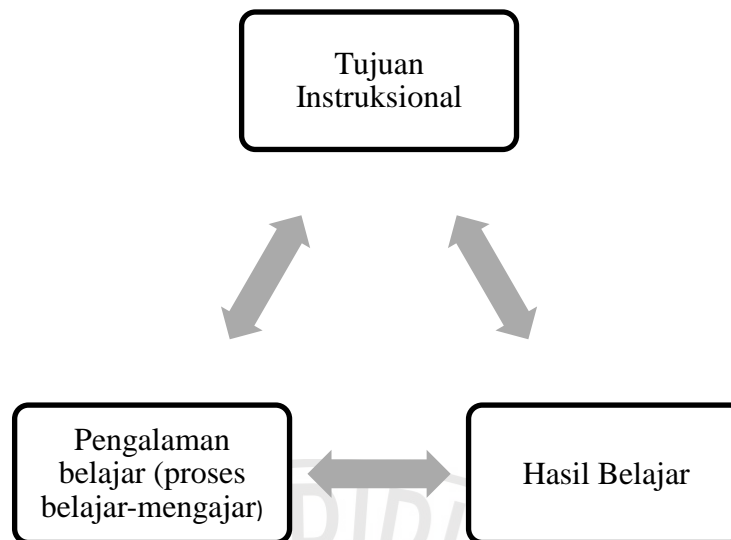 Tujuan
Instruksional
Pengalaman
belajar (proses
belajar-mengajar)
Hasil Belajar